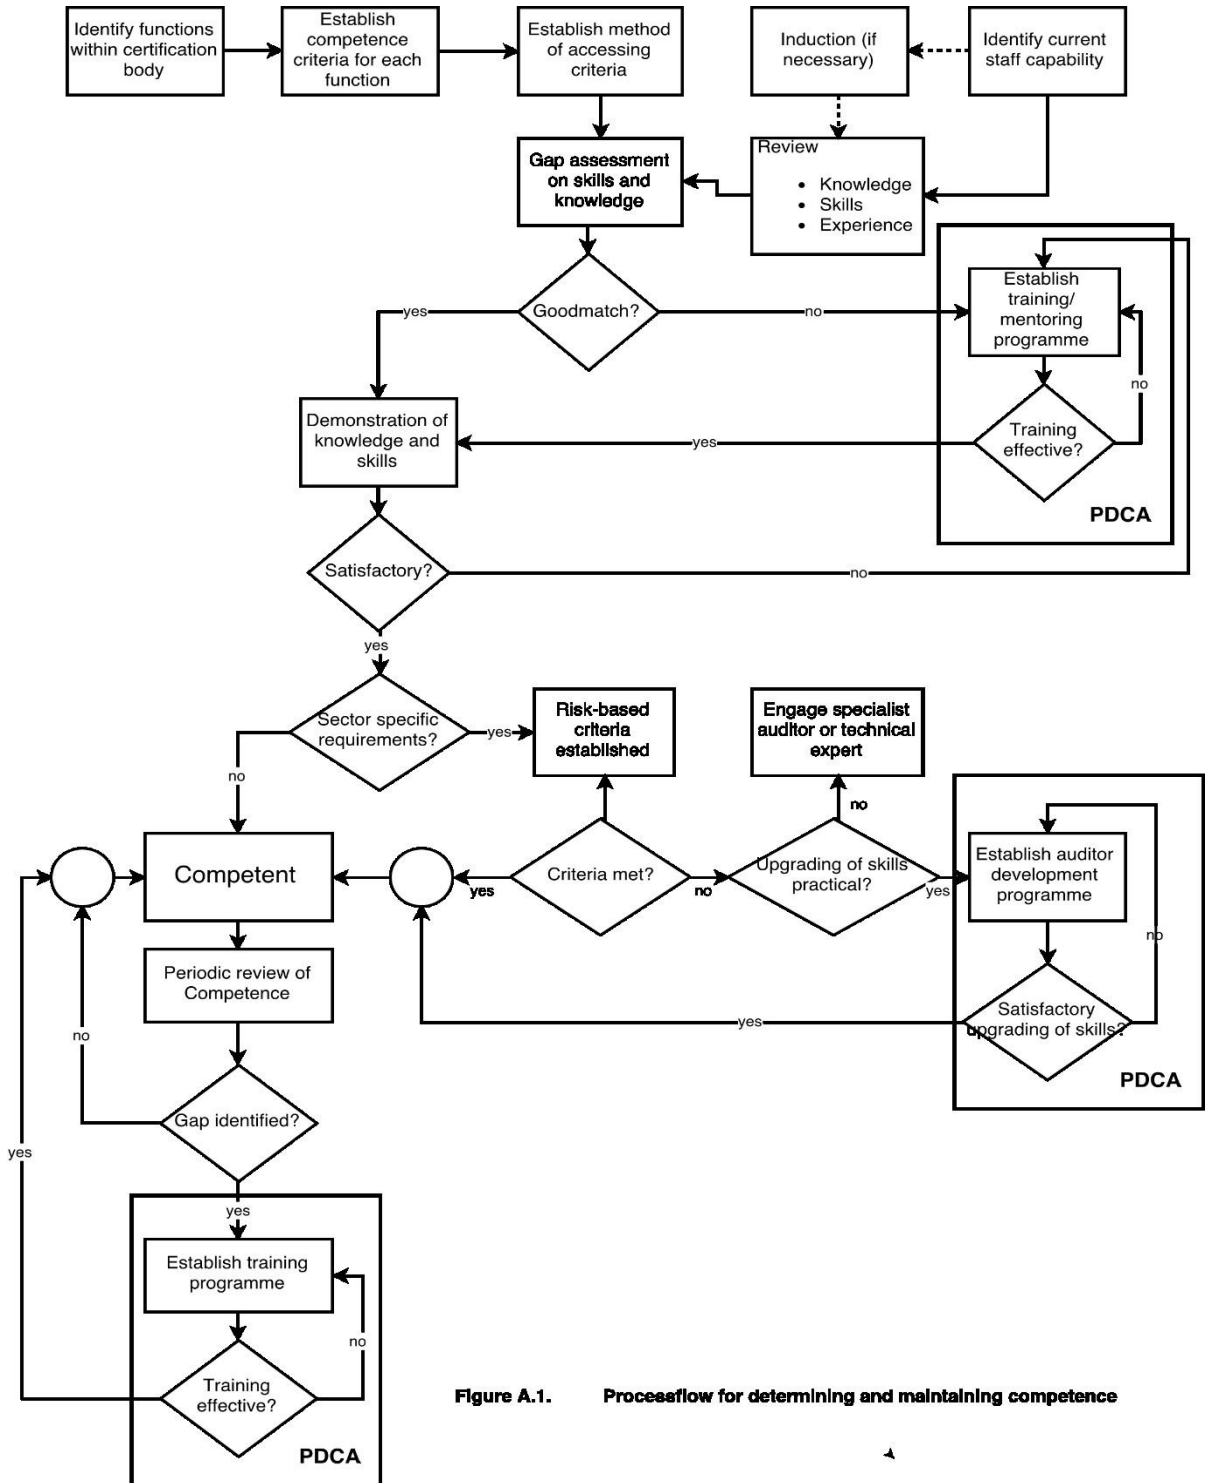 Identify functions
within certification
body
Establish
competence
criteria for each
function
Establish method
of accessing
criteria
Induction (if
necessary)
Identify current
staff capability
Gap assessment
on skills and
knowledge
Review
• Knowledge
• Skills
• Experience
Goodmatch?
yes
no
Establish
training/
mentoring
programme
no
Training
effective?
PDCA
yes
Demonstration of
knowledge and
skills
Satisfactory?
no
yes
Sector specific
requirements?
yes
no
Risk-based
criteria
established
Engage specialist
auditor or technical
expert
no
Competent
yes
Criteria met?
no
Upgrading of skills
practical?
yes
Establish auditor
development
programme
no
Satisfactory
upgrading of skills?
PDCA
yes
Periodic review of
Competence
no
Gap identified?
yes
yes
Establish training
programme
no
Training
effective?
PDCA
Figure A.1. Processflow for determining and maintaining competence